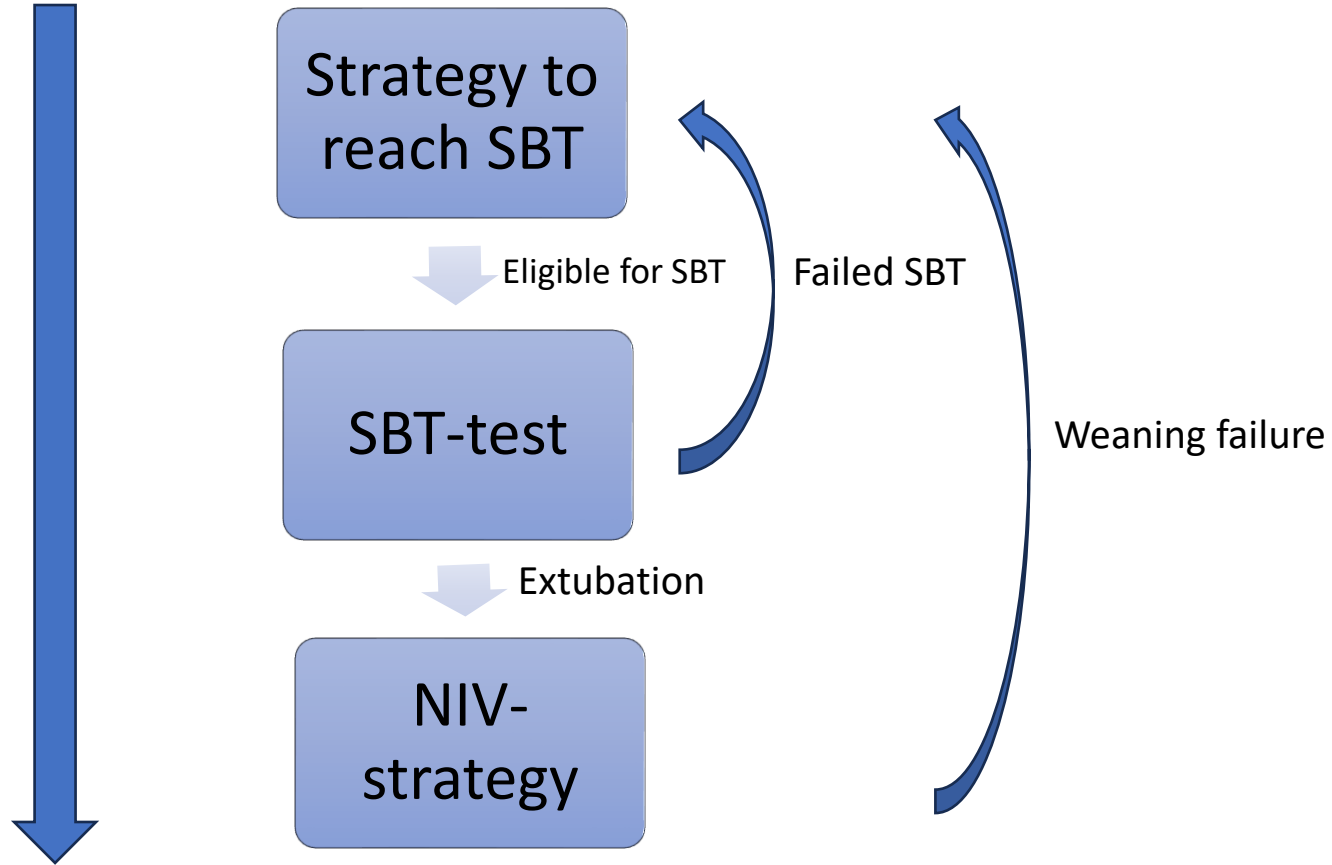 Strategy to
reach SBT
Eligible for SBT
Failed SBT
SBT-test
Weaning failure
Extubation
NIV-
strategy